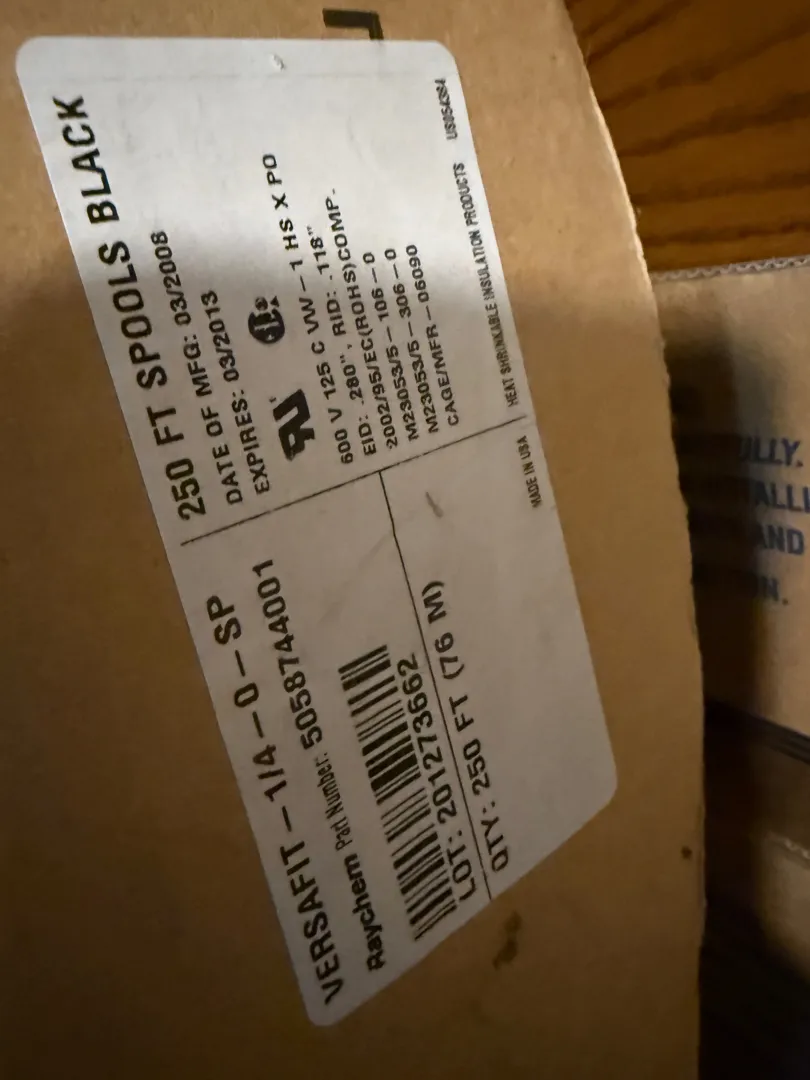 VERSAFIT-1/4-0-SP
Raychem Part Number: 5058744001
LOT: 201273662
QTY: 250 FT (76 M)
250 FT SPOOLS BLACK
DATE OF MFG: 03/2008
EXPIRES: 03/2013
600 V 125 C VW-1 HS X PO
EID: .280", RID: .118"
2002/95/EC(ROHS)COMP.
M23053/5-106-0
M23053/5-306-0
CAGE/MFR-06090
MADE IN USA
HEAT SHRINKABLE INSULATION PRODUCTS
AND